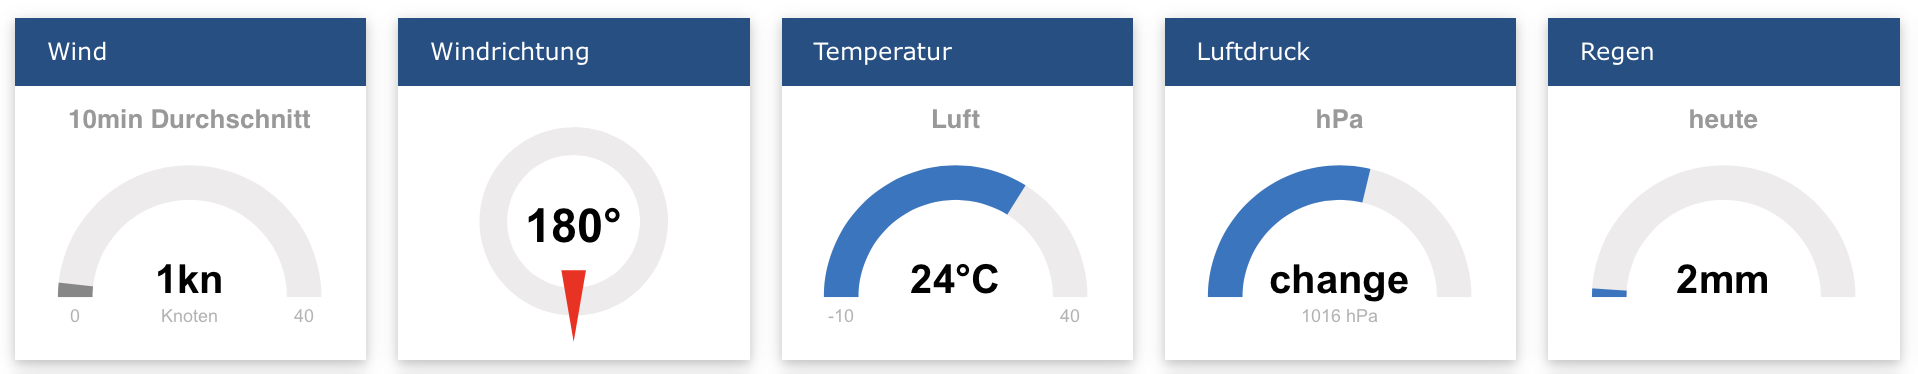 Wind
10min Durchschnitt
1kn
0 Knoten 40
Windrichtung
180°
Temperatur
Luft
24°C
-10 40
Luftdruck
hPa
change
1016 hPa
Regen
heute
2mm